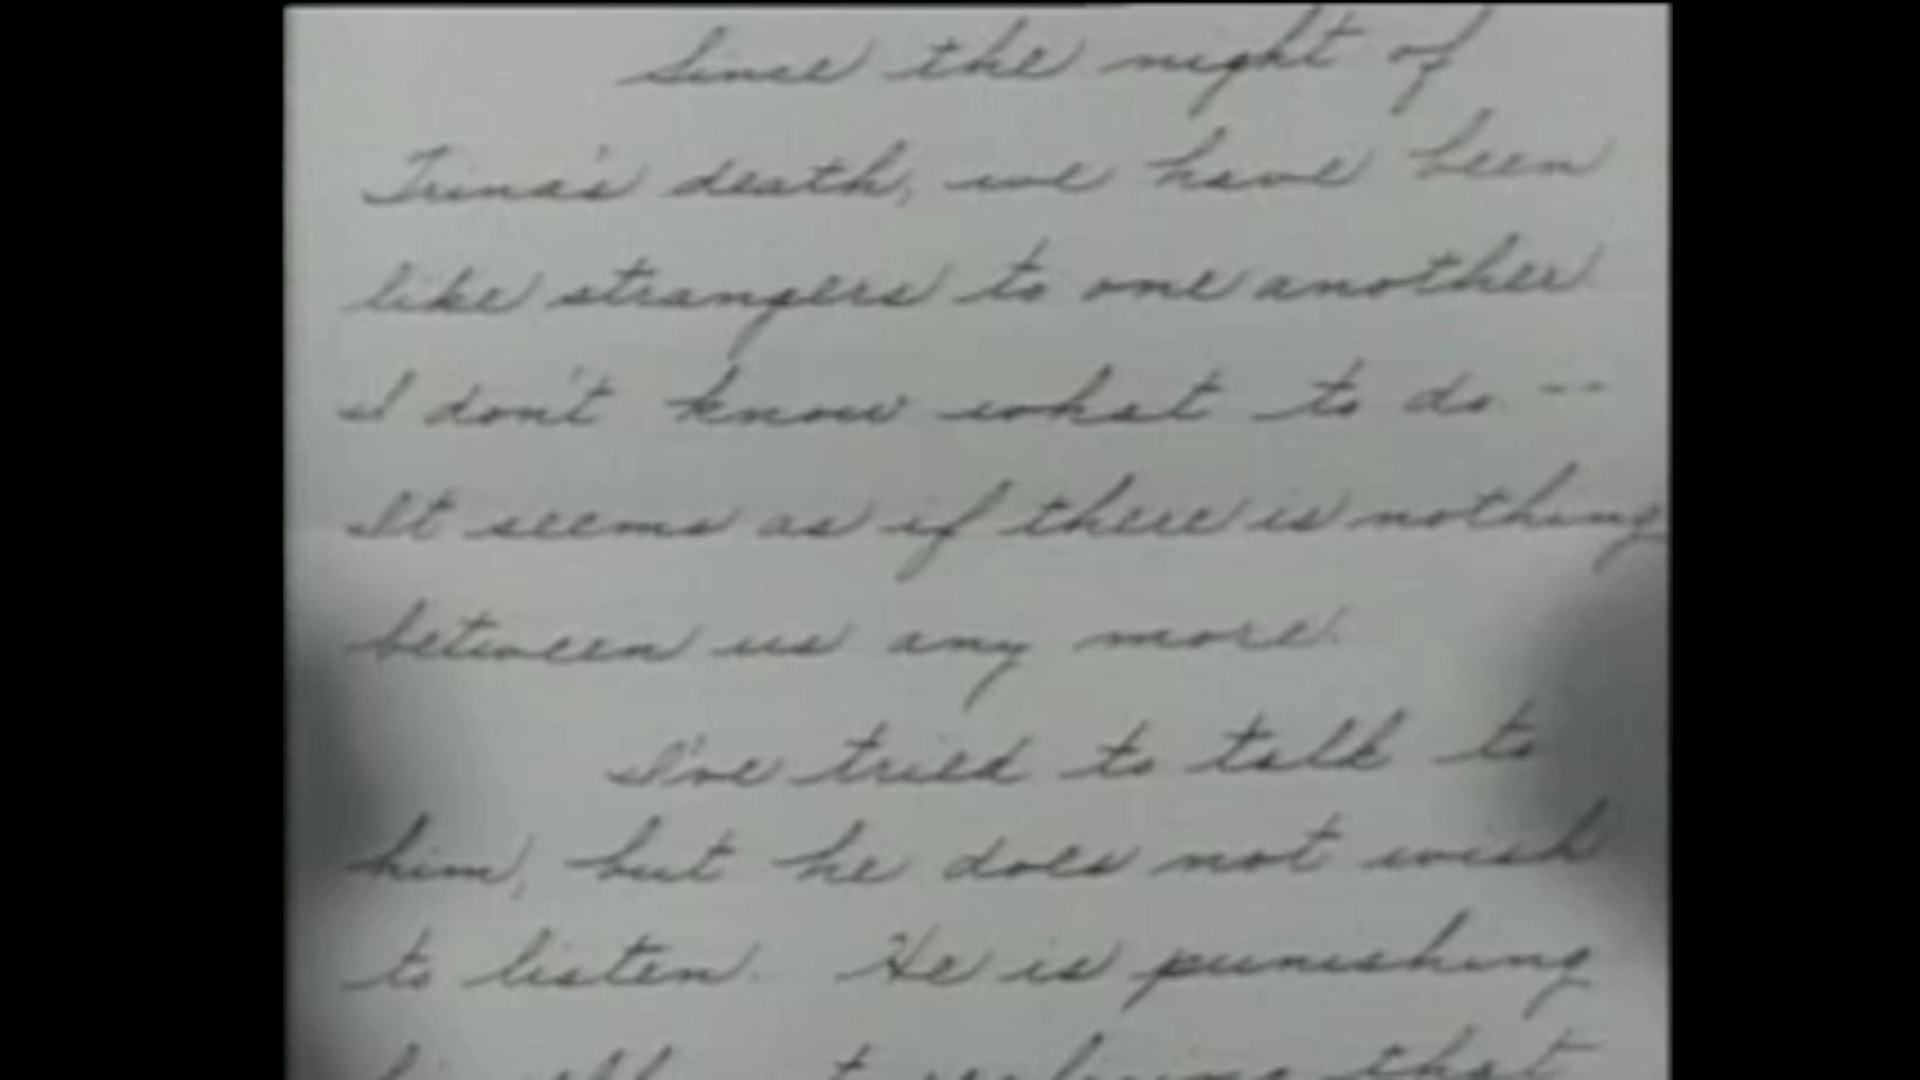 Since the night of
Trina's death, we have been
like strangers to one another.
I don't know what to do. --
It seems as if there is nothing
between us any more.
I've tried to talk to
him, but he does not wish
to listen. He is punishing
that